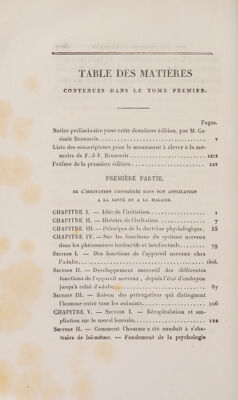 TABLE DES MATIÈRES
CONTENUES DANS LE TOME PREMIER.
Pages.
Notice préliminaire pour cette deuxième édition, par M. Ca-
simir Broussais. v
Liste des souscripteurs pour le monument à élever à la mé-
moire de F.-J-V. Broussais xxix
Préface de la première édition. xxv
PREMIÈRE PARTIE.
DE L'IRRITATION CONSIDÉRÉE DANS SON APPLICATION
A LA SANTÉ ET A LA MALADIE.
CHAPITRE I. — Idée de l'irritation. 1
CHAPITRE II. — Histoire de l'irritation 7
CHAPITRE III. — Principes de la doctrine physiologique. 55
CHAPITRE IV. — Sur les fonctions du système nerveux
dans les phénomènes instinctifs et intellectuels. 79
SECTION I. — Des fonctions de l'appareil nerveux chez
l'adulte. ibid.
SECTION II. — Développement successif des différentes
fonctions de l'appareil nerveux, depuis l'état d'embryon
jusqu'à celui d'adulte. 87
SECTION III. — Raison des prérogatives qui distinguent
l'homme entre tous les animaux. 106
CHAPITRE V. — SECTION I. — Récapitulation et am-
pliation sur le moral humain. 122
SECTION II. — Comment l'homme a été conduit à s'abs-
traire de lui-même. — Fondement de la psychologie